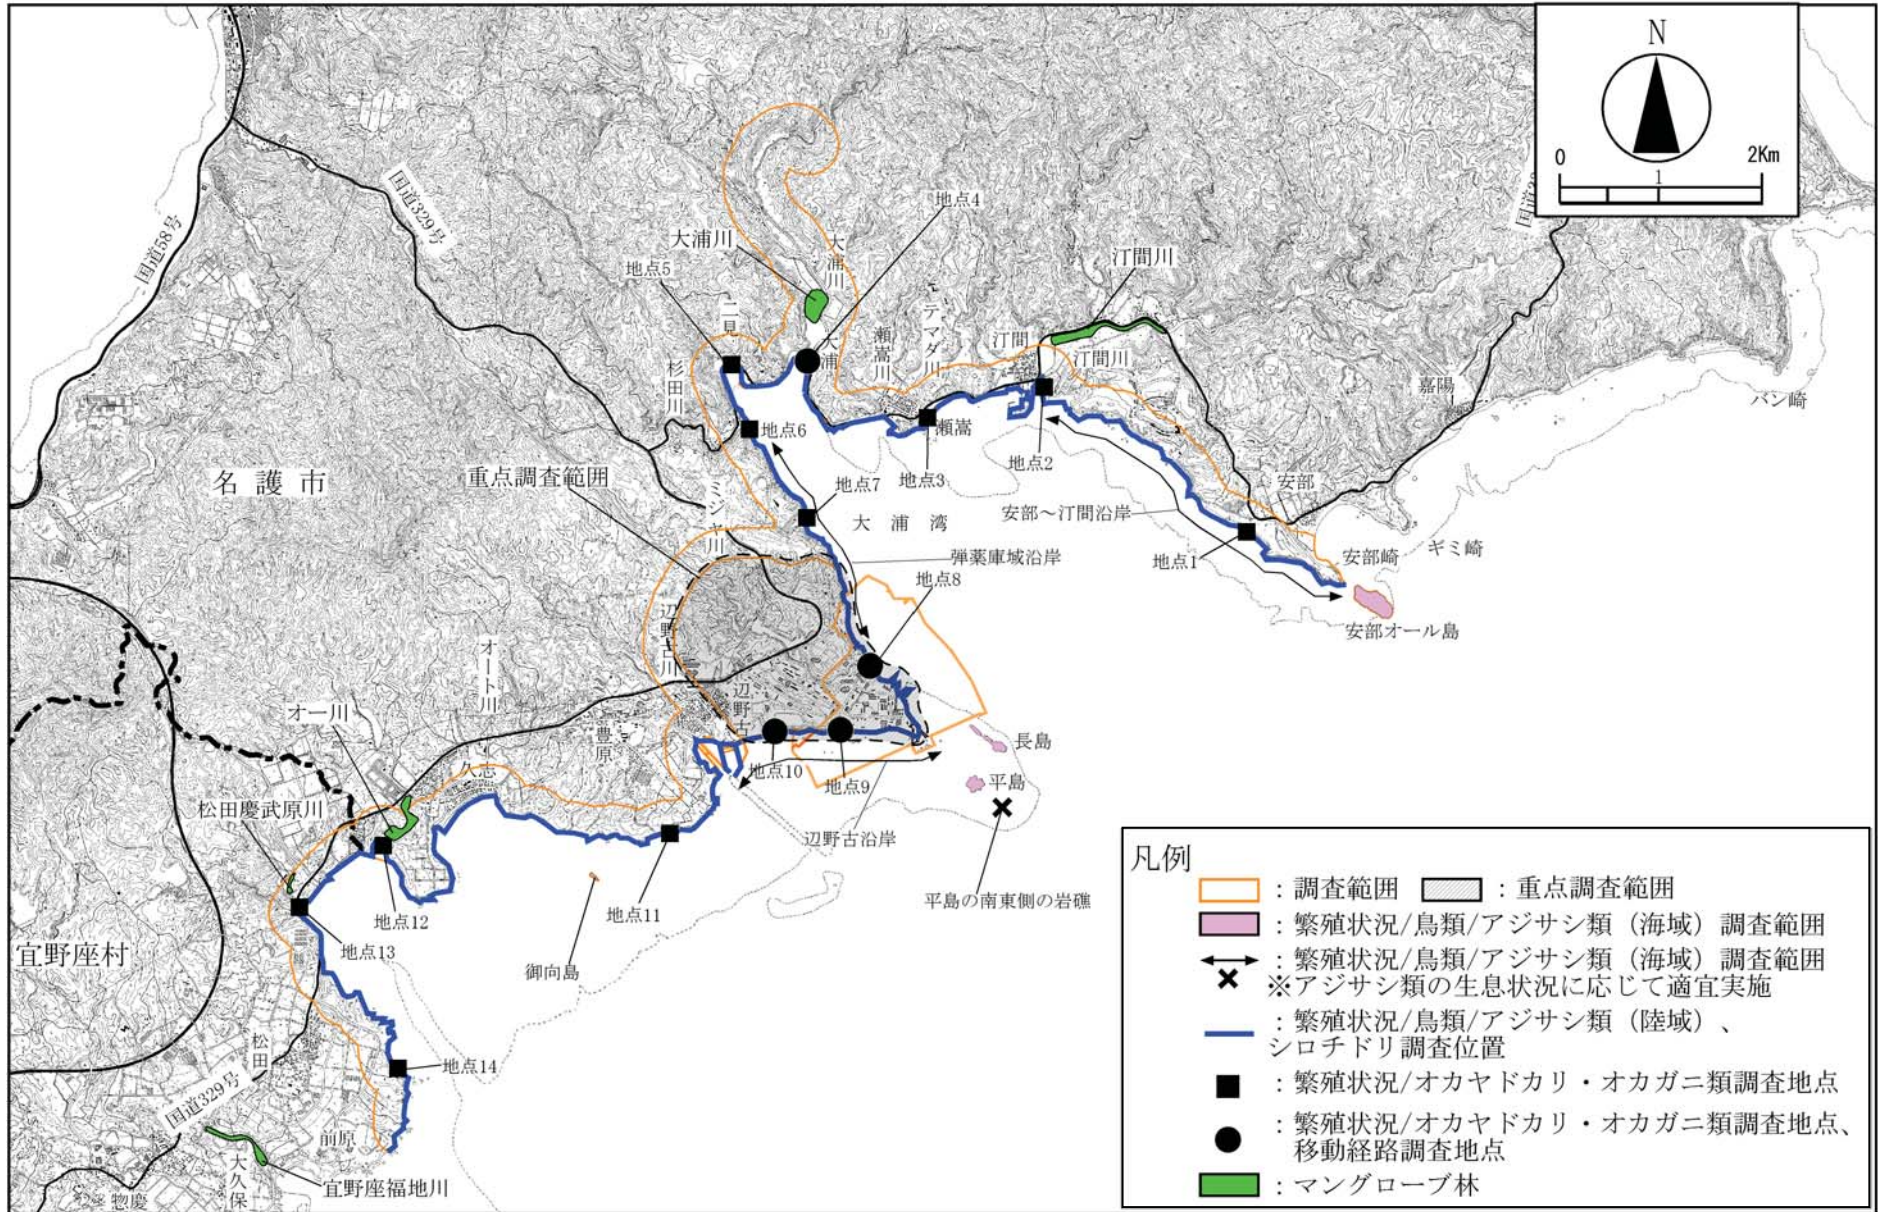 N
0
1
2Km
国道58号
国道329号
国道3
地点4
大浦川
大浦川
地点5
汀間川
二見
大浦
瀬嵩川
テマダ川
汀間
汀間川
杉田川
嘉陽
バン崎
地点6
瀬嵩
名護市
重点調査範囲
地点7
地点3
地点2
安部
ミジャ川
大浦湾
安部～汀間沿岸
弾薬庫域沿岸
地点1
安部崎
ギミ崎
地点8
辺野古川
安部オール島
オート川
オー川
辺野古
豊原
長島
久志
地点10
地点9
平島
松田慶武原川
辺野古沿岸
平島の南東側の岩礁
地点12
地点11
地点13
宜野座村
御向島
松田
地点14
国道329号
前原
大久保
宜野座福地川
惣慶
凡例
：調査範囲
：重点調査範囲
：繁殖状況/鳥類/アジサシ類（海域）調査範囲
：繁殖状況/鳥類/アジサシ類（海域）調査範囲
※アジサシ類の生息状況に応じて適宜実施
：繁殖状況/鳥類/アジサシ類（陸域）、
シロチドリ調査位置
：繁殖状況/オカヤドカリ・オカガニ類調査地点
：繁殖状況/オカヤドカリ・オカガニ類調査地点、
移動経路調査地点
：マングローブ林